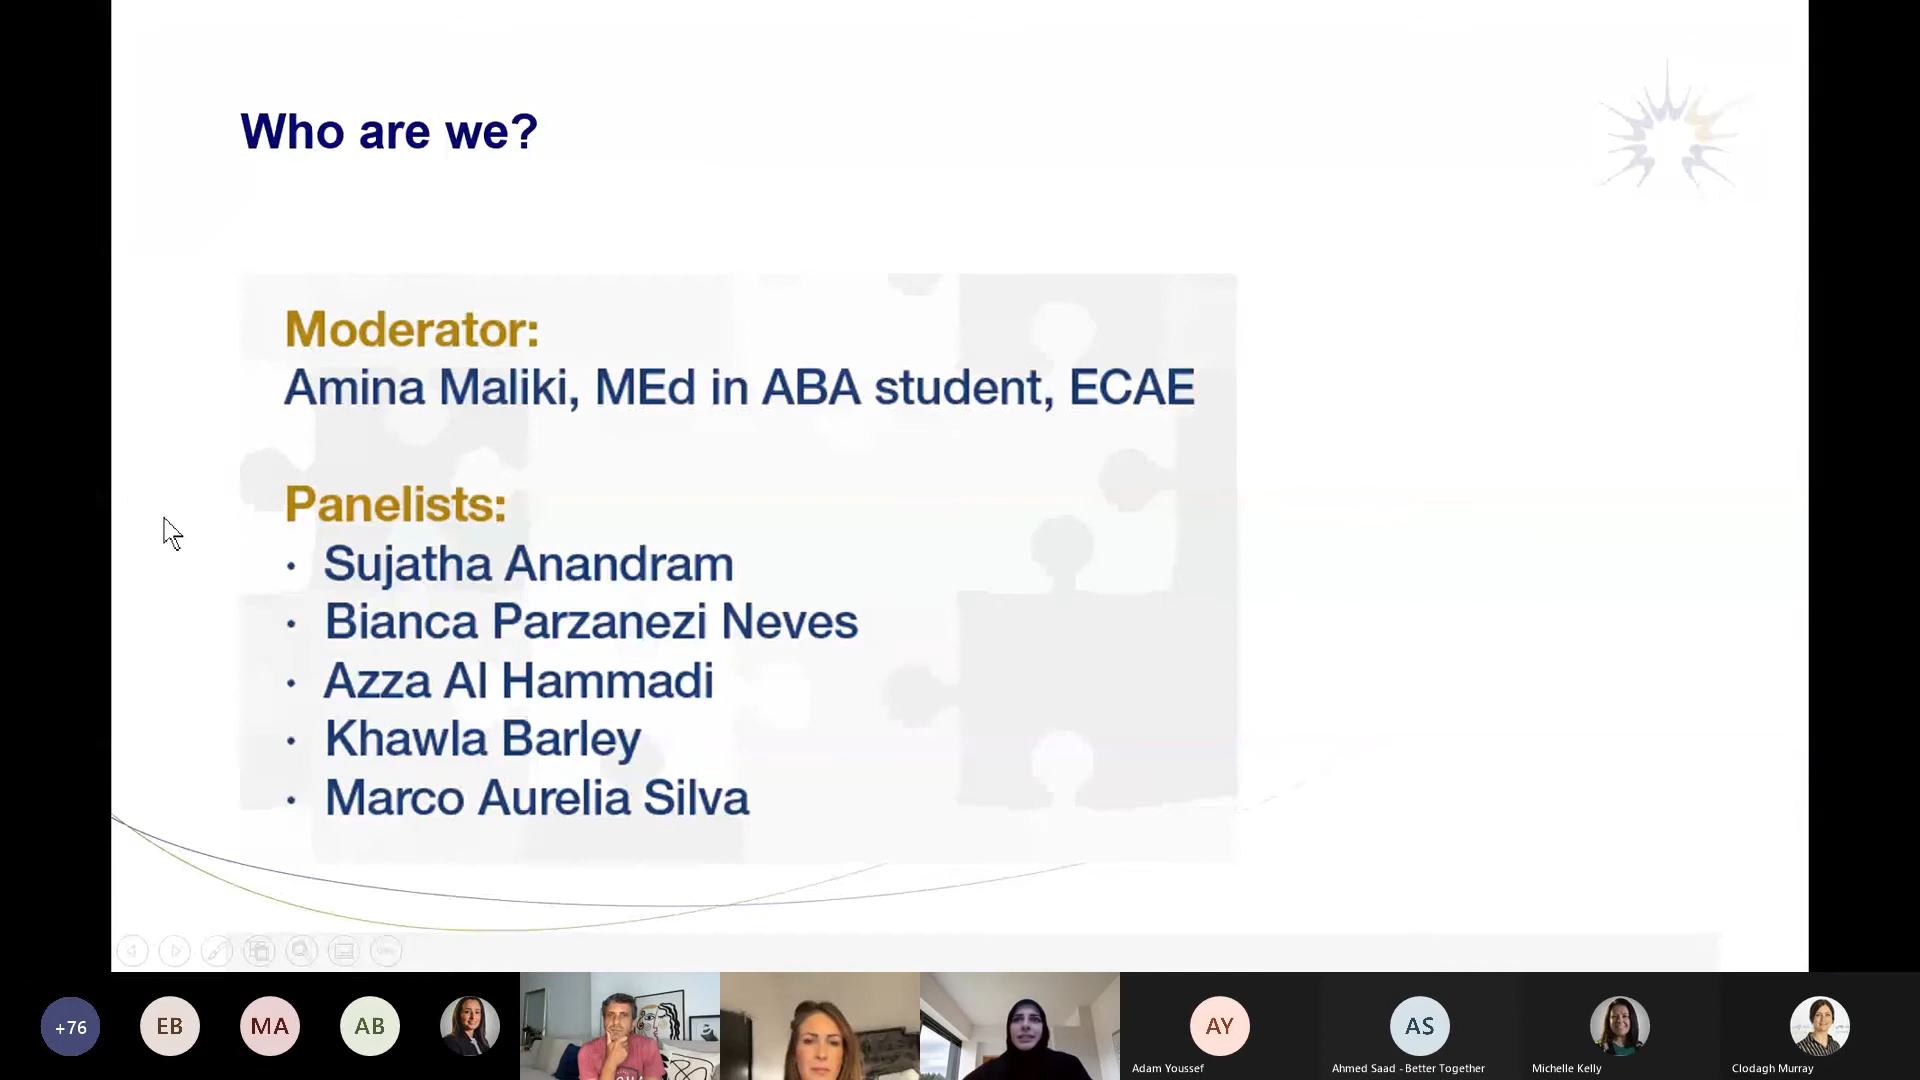 Who are we?
Moderator:
Amina Maliki, MEd in ABA student, ECAE
Panelists:
· Sujatha Anandram
· Bianca Parzanezi Neves
· Azza Al Hammadi
· Khawla Barley
· Marco Aurelia Silva
+76
EB
MA
AB
AY
AS
Adam Youssef
Ahmed Saad - Better Together
Michelle Kelly
Clodagh Murray